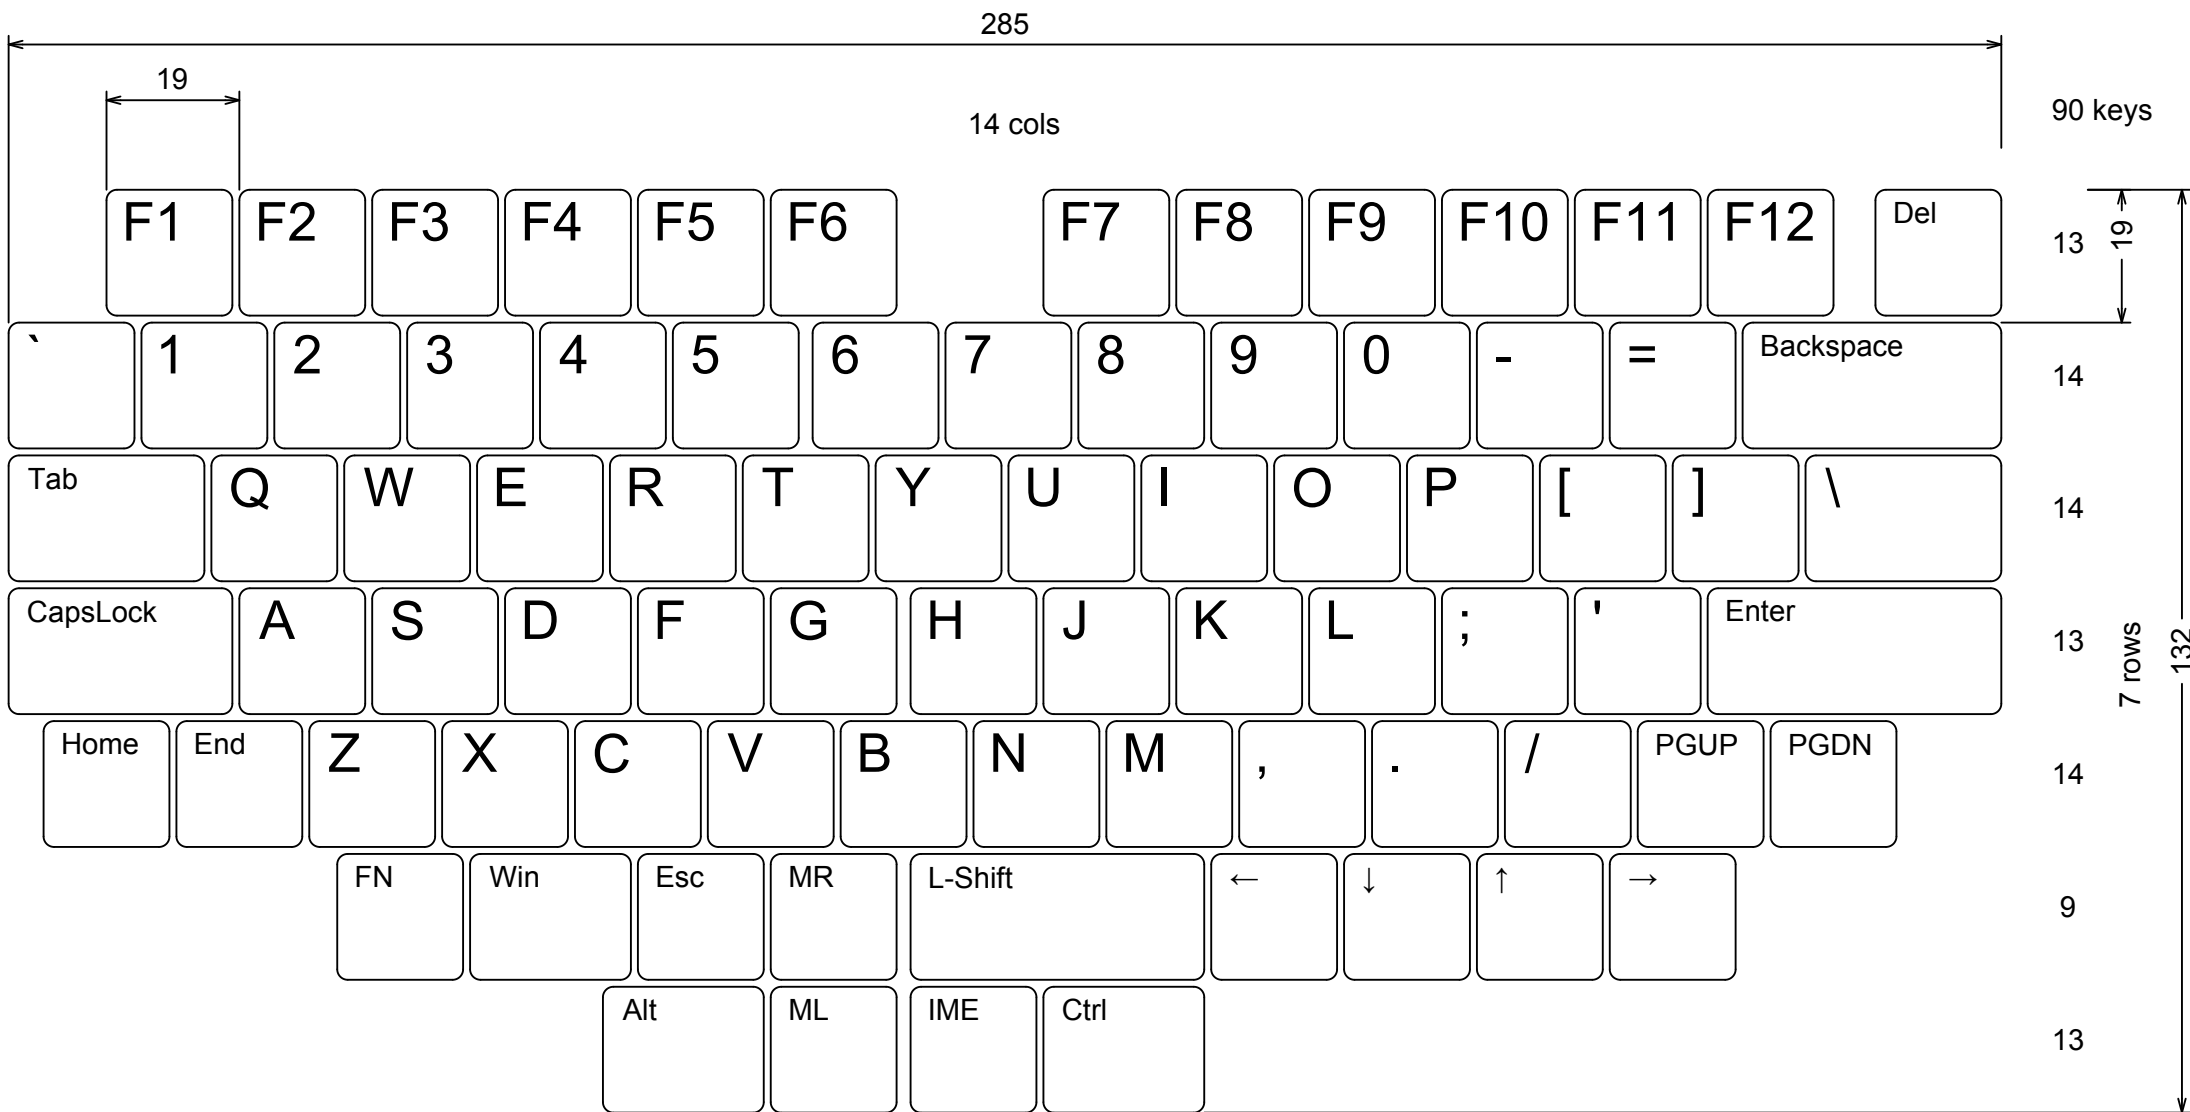 285
19
14 cols
90 keys
F1 F2 F3 F4 F5 F6 F7 F8 F9 F10 F11 F12 Del 13 19
` 1 2 3 4 5 6 7 8 9 0 - = Backspace 14
Tab Q W E R T Y U I O P [ ] \ 14
CapsLock A S D F G H J K L ; ' Enter 13
7 rows
132
Home End Z X C V B N M , . / PGUP PGDN 14
FN Win Esc MR L-Shift ← ↓ ↑ → 9
Alt ML IME Ctrl 13